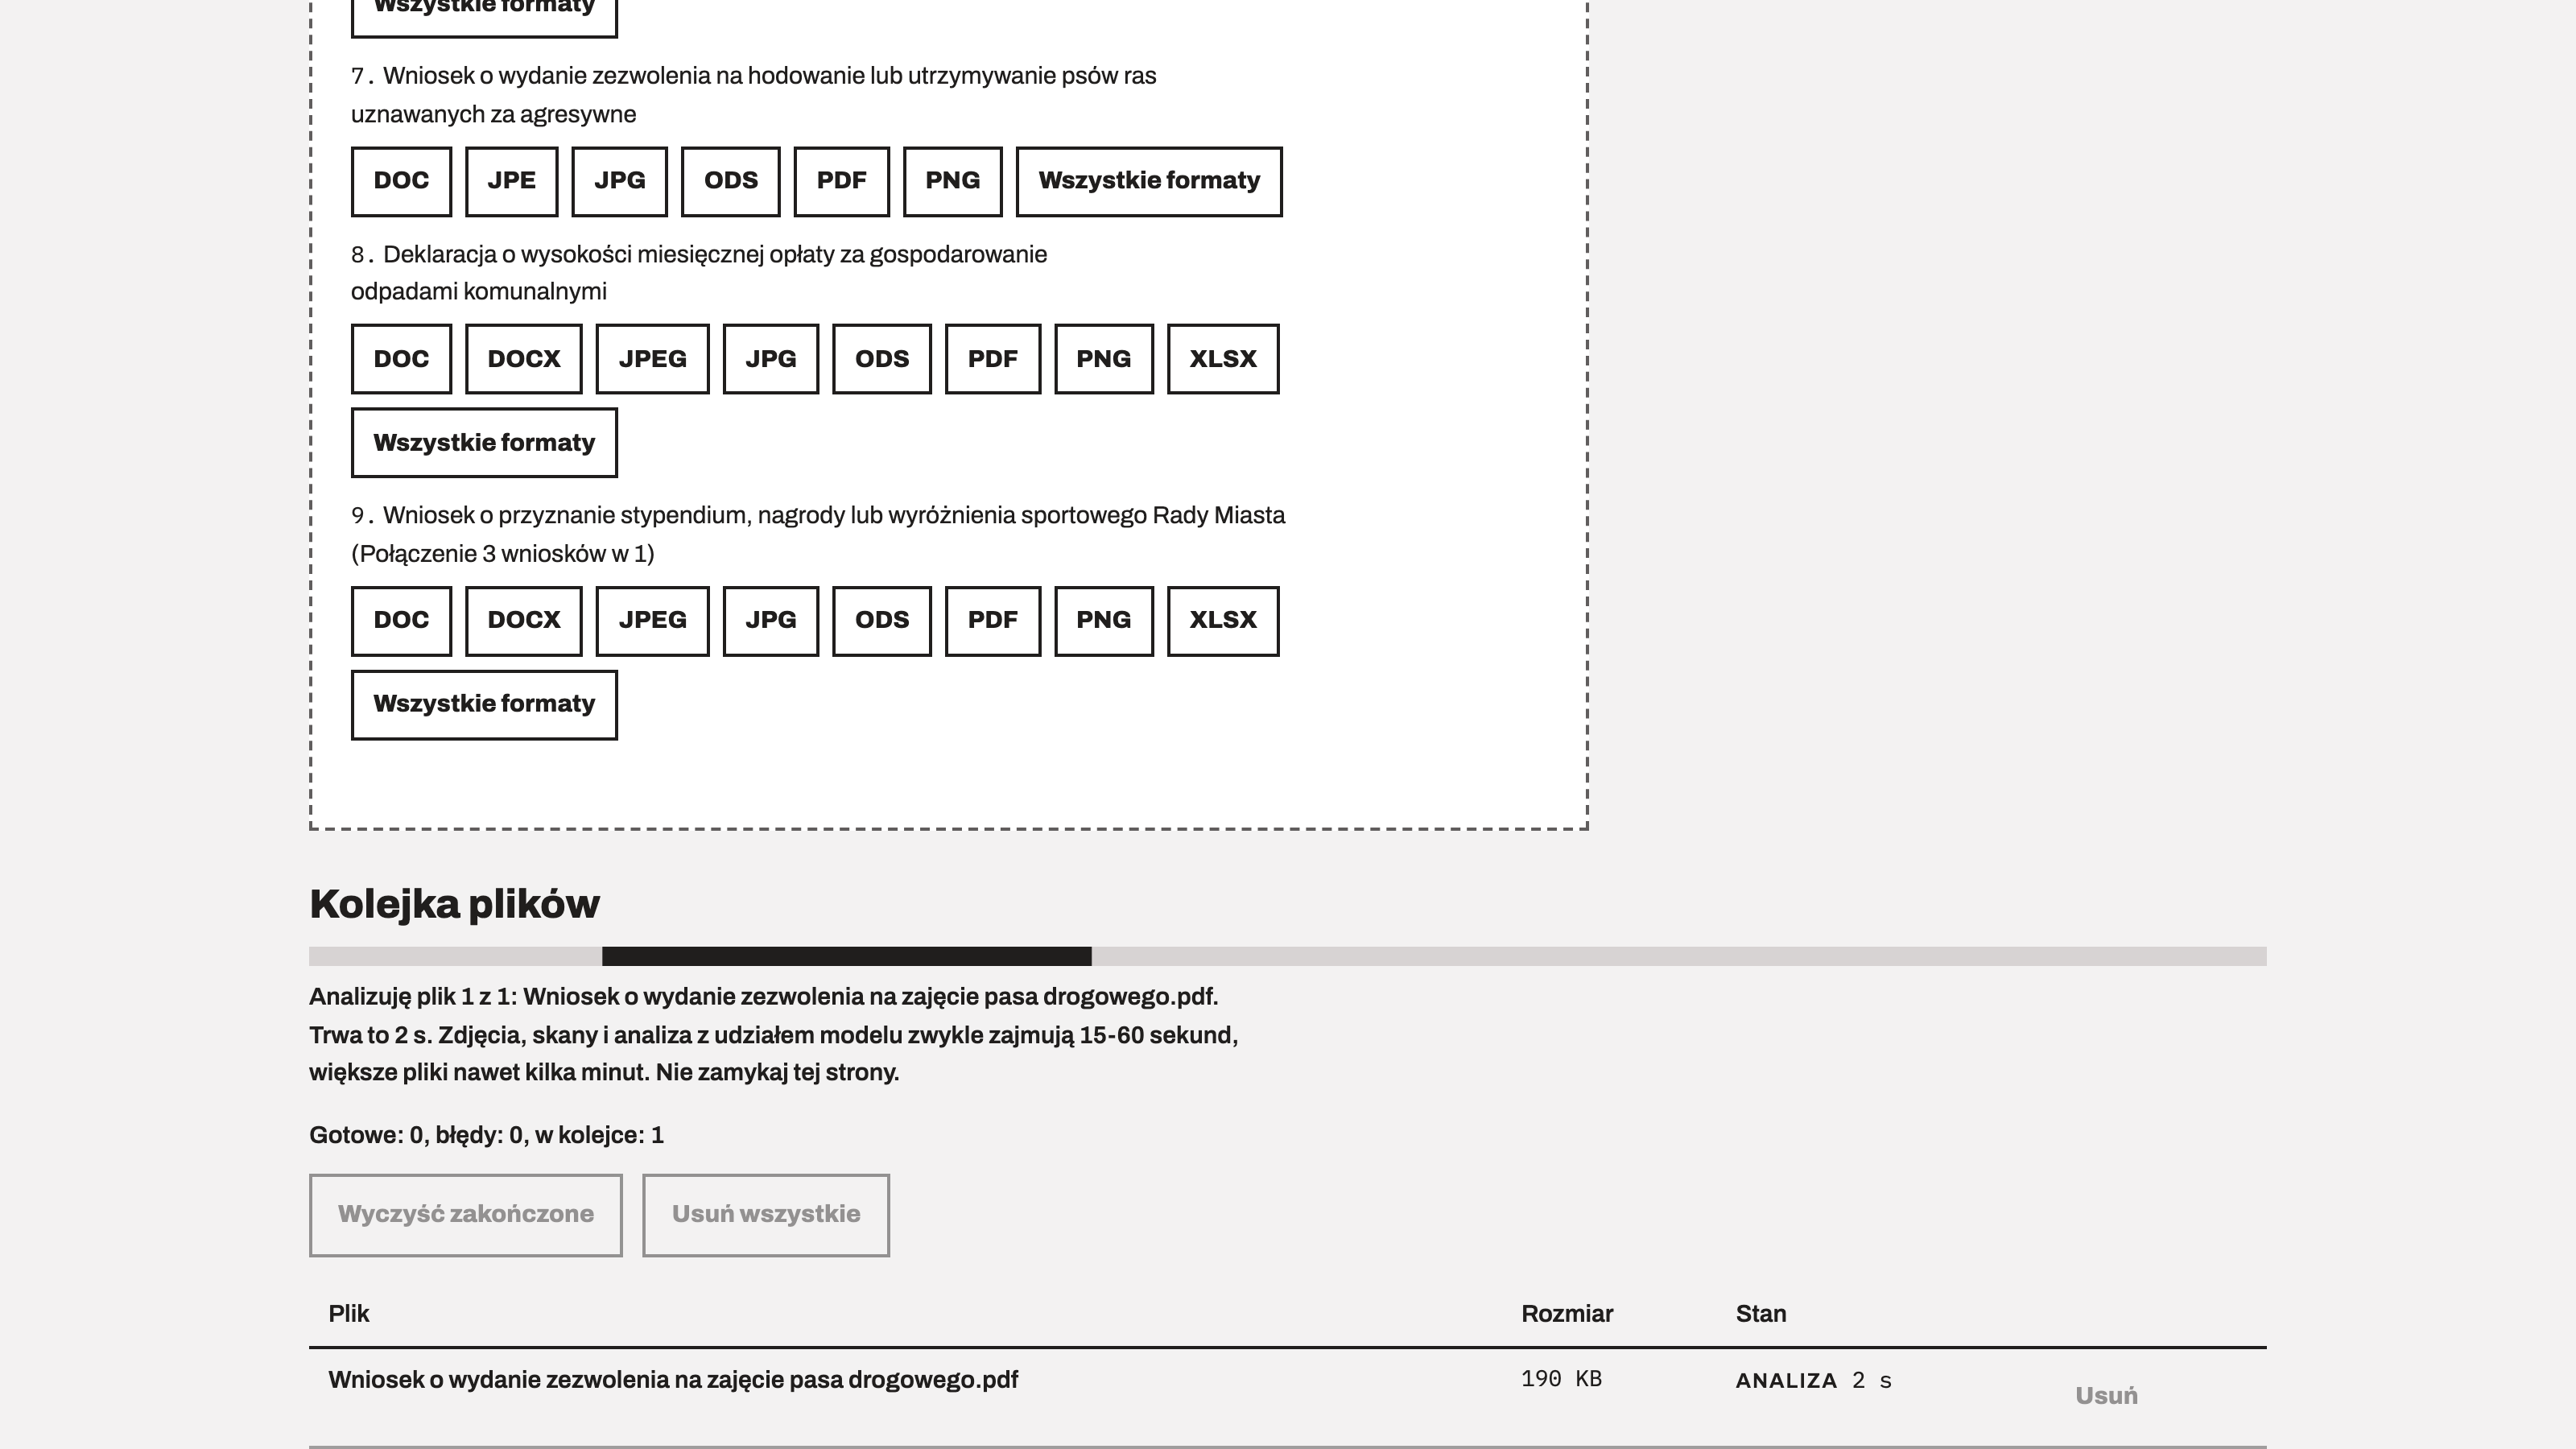 Wszystkie formaty
7. Wniosek o wydanie zezwolenia na hodowanie lub utrzymywanie psów ras
uznawanych za agresywne
DOC JPE JPG ODS PDF PNG Wszystkie formaty
8. Deklaracja o wysokości miesięcznej opłaty za gospodarowanie
odpadami komunalnymi
DOC DOCX JPEG JPG ODS PDF PNG XLSX
Wszystkie formaty
9. Wniosek o przyznanie stypendium, nagrody lub wyróżnienia sportowego Rady Miasta
(Połączenie 3 wniosków w 1)
DOC DOCX JPEG JPG ODS PDF PNG XLSX
Wszystkie formaty
Kolejka plików
Analizuję plik 1 z 1: Wniosek o wydanie zezwolenia na zajęcie pasa drogowego.pdf.
Trwa to 2 s. Zdjęcia, skany i analiza z udziałem modelu zwykle zajmują 15-60 sekund,
większe pliki nawet kilka minut. Nie zamykaj tej strony.
Gotowe: 0, błędy: 0, w kolejce: 1
Wyczyść zakończone Usuń wszystkie
Plik Rozmiar Stan
Wniosek o wydanie zezwolenia na zajęcie pasa drogowego.pdf 190 KB ANALIZA 2 s Usuń